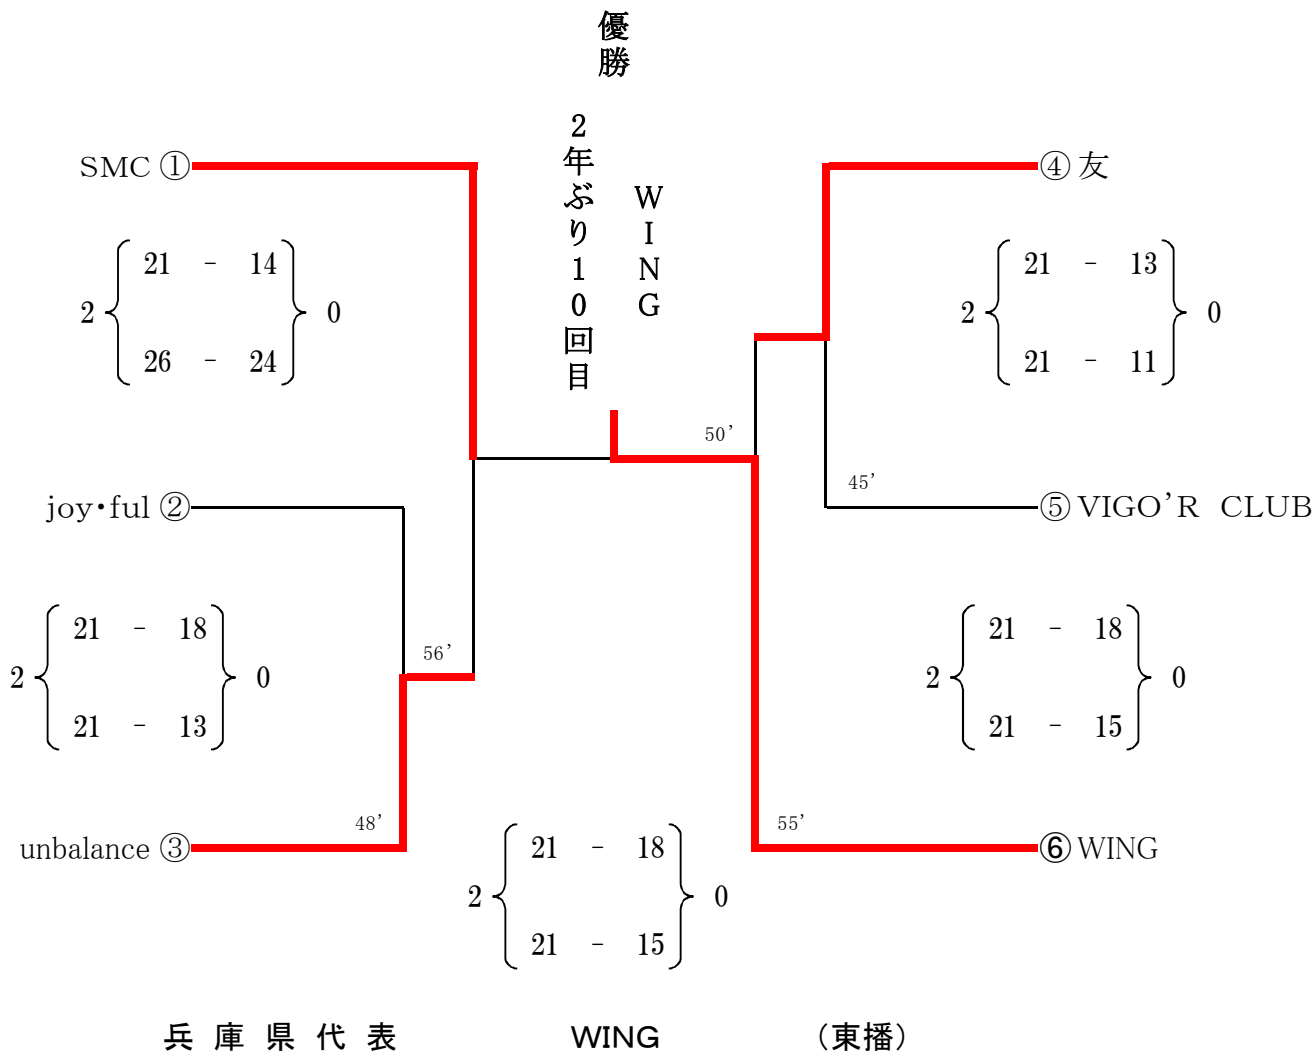 優勝
2年ぶり10回目
WING
SMC ①
④ 友
21 - 14
2 0
26 - 24
21 - 13
2 0
21 - 11
50’
45’
joy・ful ②
⑤ VIGO’R CLUB
21 - 18
2 0
21 - 13
56’
21 - 18
2 0
21 - 15
48’
55’
unbalance ③
⑥ WING
21 - 18
2 0
21 - 15
兵庫県代表 WING （東播）